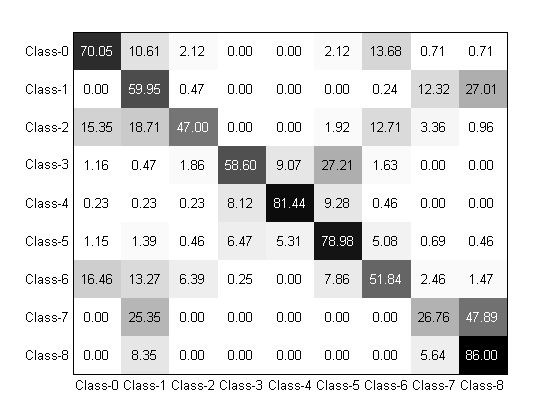 Class-0 70.05 10.61 2.12 0.00 0.00 2.12 13.68 0.71 0.71
Class-1 0.00 59.95 0.47 0.00 0.00 0.00 0.24 12.32 27.01
Class-2 15.35 18.71 47.00 0.00 0.00 1.92 12.71 3.36 0.96
Class-3 1.16 0.47 1.86 58.60 9.07 27.21 1.63 0.00 0.00
Class-4 0.23 0.23 0.23 8.12 81.44 9.28 0.46 0.00 0.00
Class-5 1.15 1.39 0.46 6.47 5.31 78.98 5.08 0.69 0.46
Class-6 16.46 13.27 6.39 0.25 0.00 7.86 51.84 2.46 1.47
Class-7 0.00 25.35 0.00 0.00 0.00 0.00 0.00 26.76 47.89
Class-8 0.00 8.35 0.00 0.00 0.00 0.00 0.00 5.64 86.00
Class-0 Class-1 Class-2 Class-3 Class-4 Class-5 Class-6 Class-7 Class-8